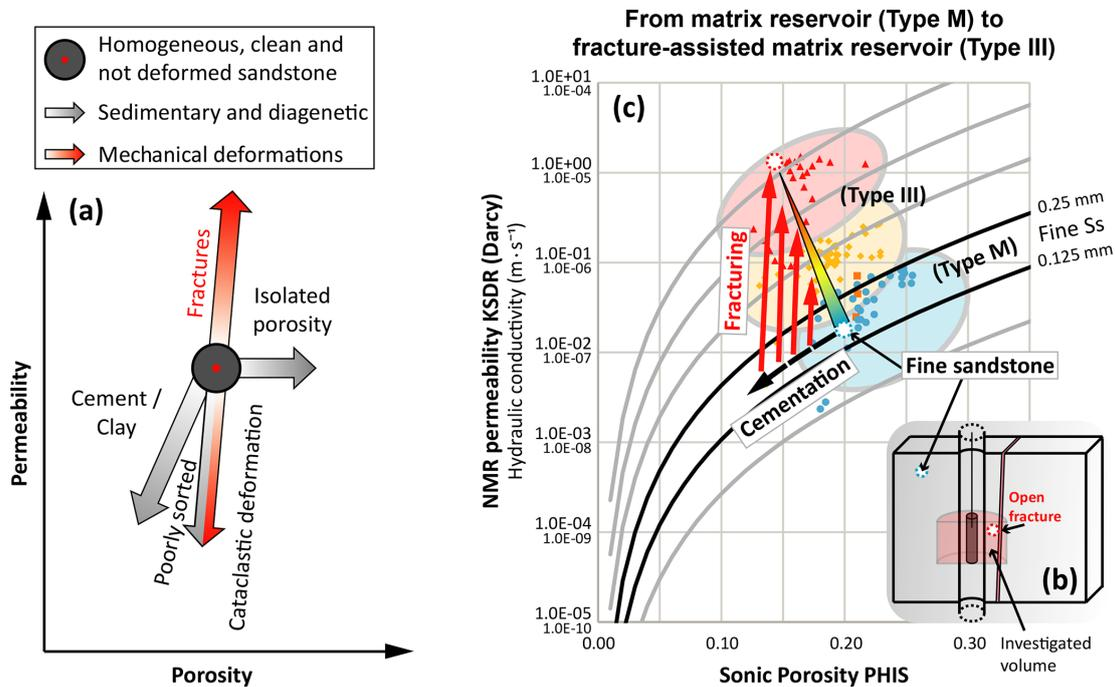 From matrix reservoir (Type M) to
fracture-assisted matrix reservoir (Type III)
Homogeneous, clean and
not deformed sandstone
Sedimentary and diagenetic
Mechanical deformations
(a)
Permeability
Porosity
Fractures
Isolated
porosity
Cement /
Clay
Poorly sorted
Cataclastic deformation
(c)
NMR permeability KSDR (Darcy)
Hydraulic conductivity (m·s⁻¹)
1.0E+01
1.0E-04
1.0E+00
1.0E-05
1.0E-01
1.0E-06
1.0E-02
1.0E-07
1.0E-03
1.0E-08
1.0E-04
1.0E-09
1.0E-05
1.0E-10
0.00
0.10
0.20
0.30
Sonic Porosity PHIS
(Type III)
(Type M)
0.25 mm
Fine Ss
0.125 mm
Fracturing
Cementation
Fine sandstone
Open
fracture
(b)
Investigated
volume